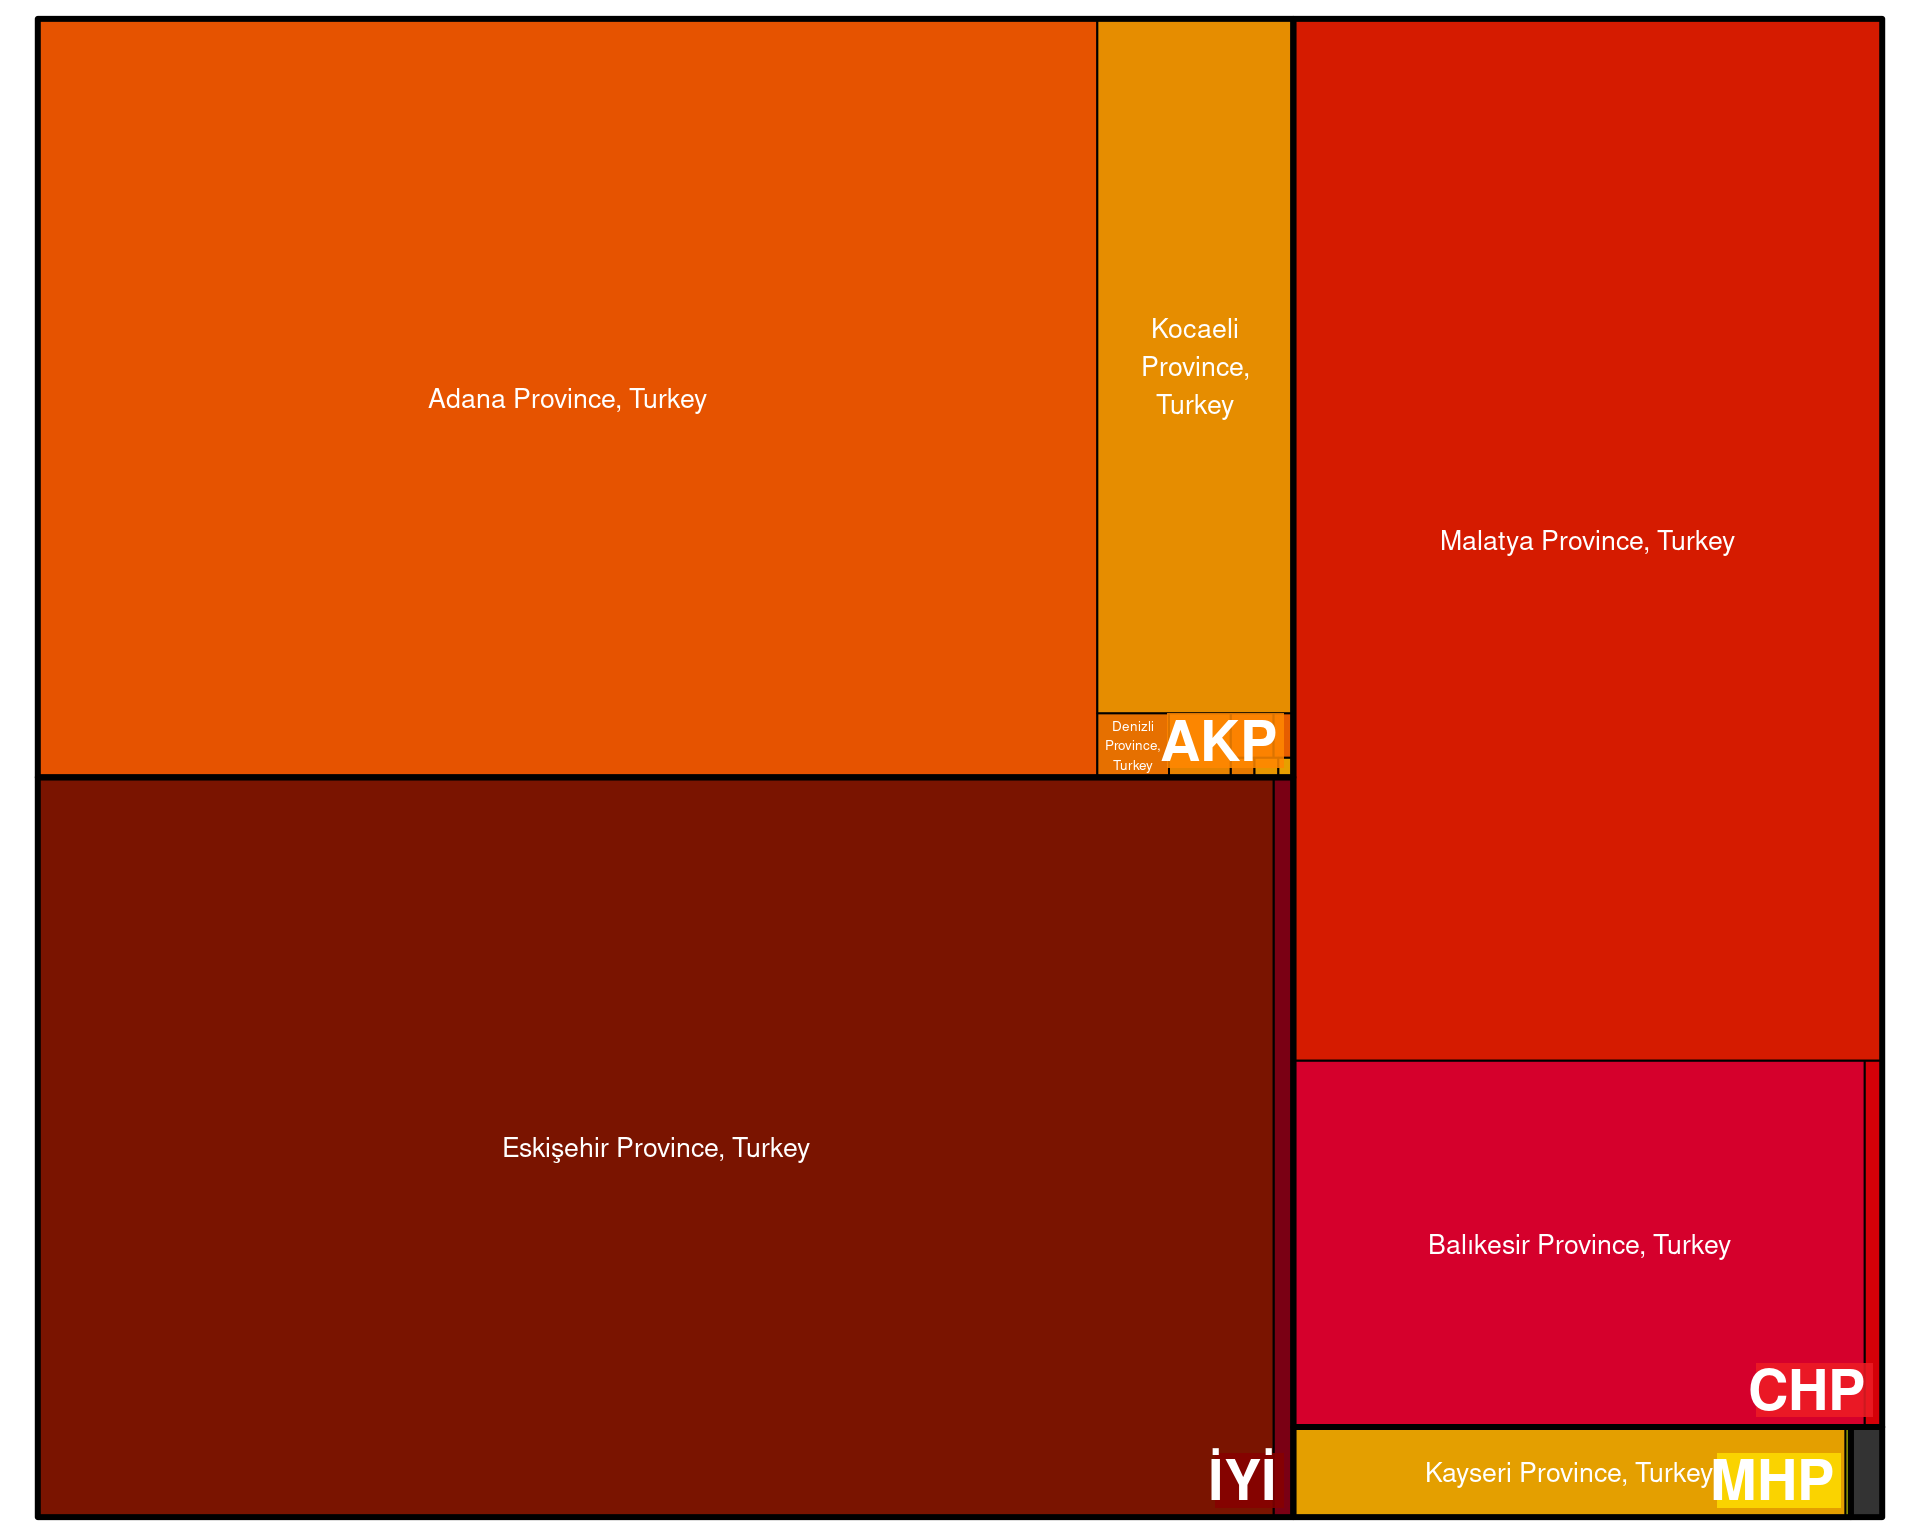 Adana Province, Turkey
Kocaeli
Province,
Turkey
Denizli
Province,
Turkey
AKP
Malatya Province, Turkey
Eskişehir Province, Turkey
İYİ
Balıkesir Province, Turkey
CHP
Kayseri Province, Turkey
MHP